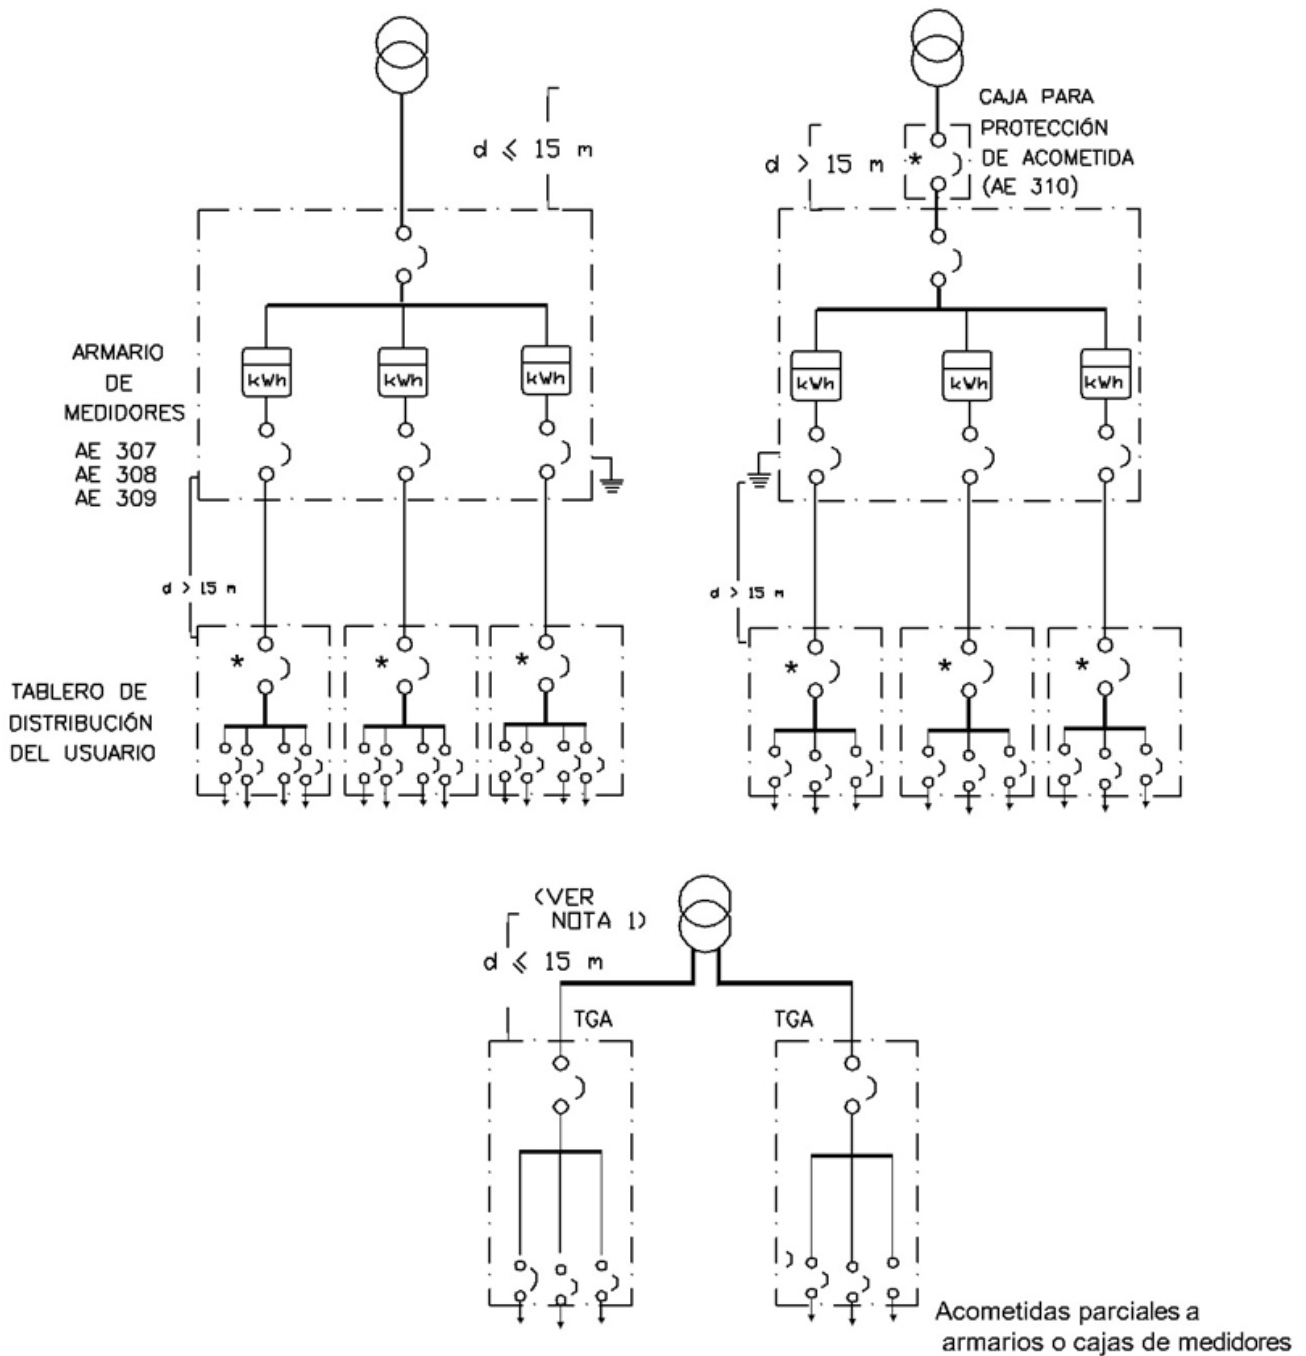 d ≤ 15 m
ARMARIO
DE
MEDIDORES
AE 307
AE 308
AE 309
kWh
kWh
kWh
d > 15 m
*
*
*
TABLERO DE
DISTRIBUCIÓN
DEL USUARIO
CAJA PARA
PROTECCIÓN
DE ACOMETIDA
(AE 310)
d > 15 m
*
kWh
kWh
kWh
d > 15 m
*
*
*
(VER
NOTA 1)
d ≤ 15 m
TGA
TGA
Acometidas parciales a
armarios o cajas de medidores